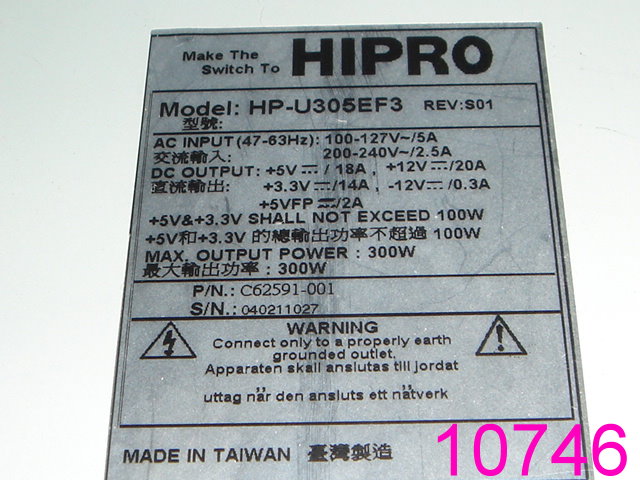 Make The
Switch To HIPRO
Model: HP-U305EF3 REV:S01
型號:
AC INPUT(47-63Hz): 100-127V~/5A
交流輸入: 200-240V~/2.5A
DC OUTPUT: +5V⎓/18A, +12V⎓/20A
直流輸出: +3.3V⎓/14A, -12V⎓/0.3A
+5VFP⎓/2A
+5V&+3.3V SHALL NOT EXCEED 100W
+5V和+3.3V 的總輸出功率不超過 100W
MAX. OUTPUT POWER : 300W
最大輸出功率 : 300W
P/N.: C62591-001
S/N.: 040211027
WARNING
Connect only to a properly earth
grounded outlet.
Apparaten skall anslutas till jordat
uttag när den ansluts ett nätverk
MADE IN TAIWAN 臺灣製造
10746